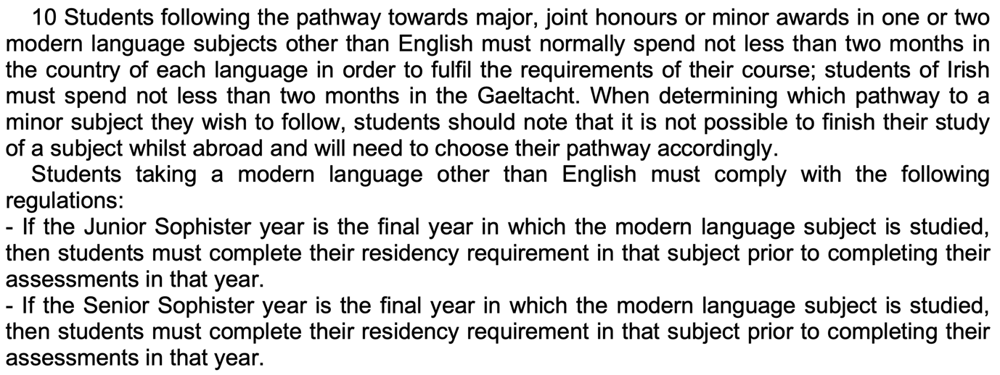 10 Students following the pathway towards major, joint honours or minor awards in one or two
modern language subjects other than English must normally spend not less than two months in
the country of each language in order to fulfil the requirements of their course; students of Irish
must spend not less than two months in the Gaeltacht. When determining which pathway to a
minor subject they wish to follow, students should note that it is not possible to finish their study
of a subject whilst abroad and will need to choose their pathway accordingly.
Students taking a modern language other than English must comply with the following
regulations:
- If the Junior Sophister year is the final year in which the modern language subject is studied,
then students must complete their residency requirement in that subject prior to completing their
assessments in that year.
- If the Senior Sophister year is the final year in which the modern language subject is studied,
then students must complete their residency requirement in that subject prior to completing their
assessments in that year.